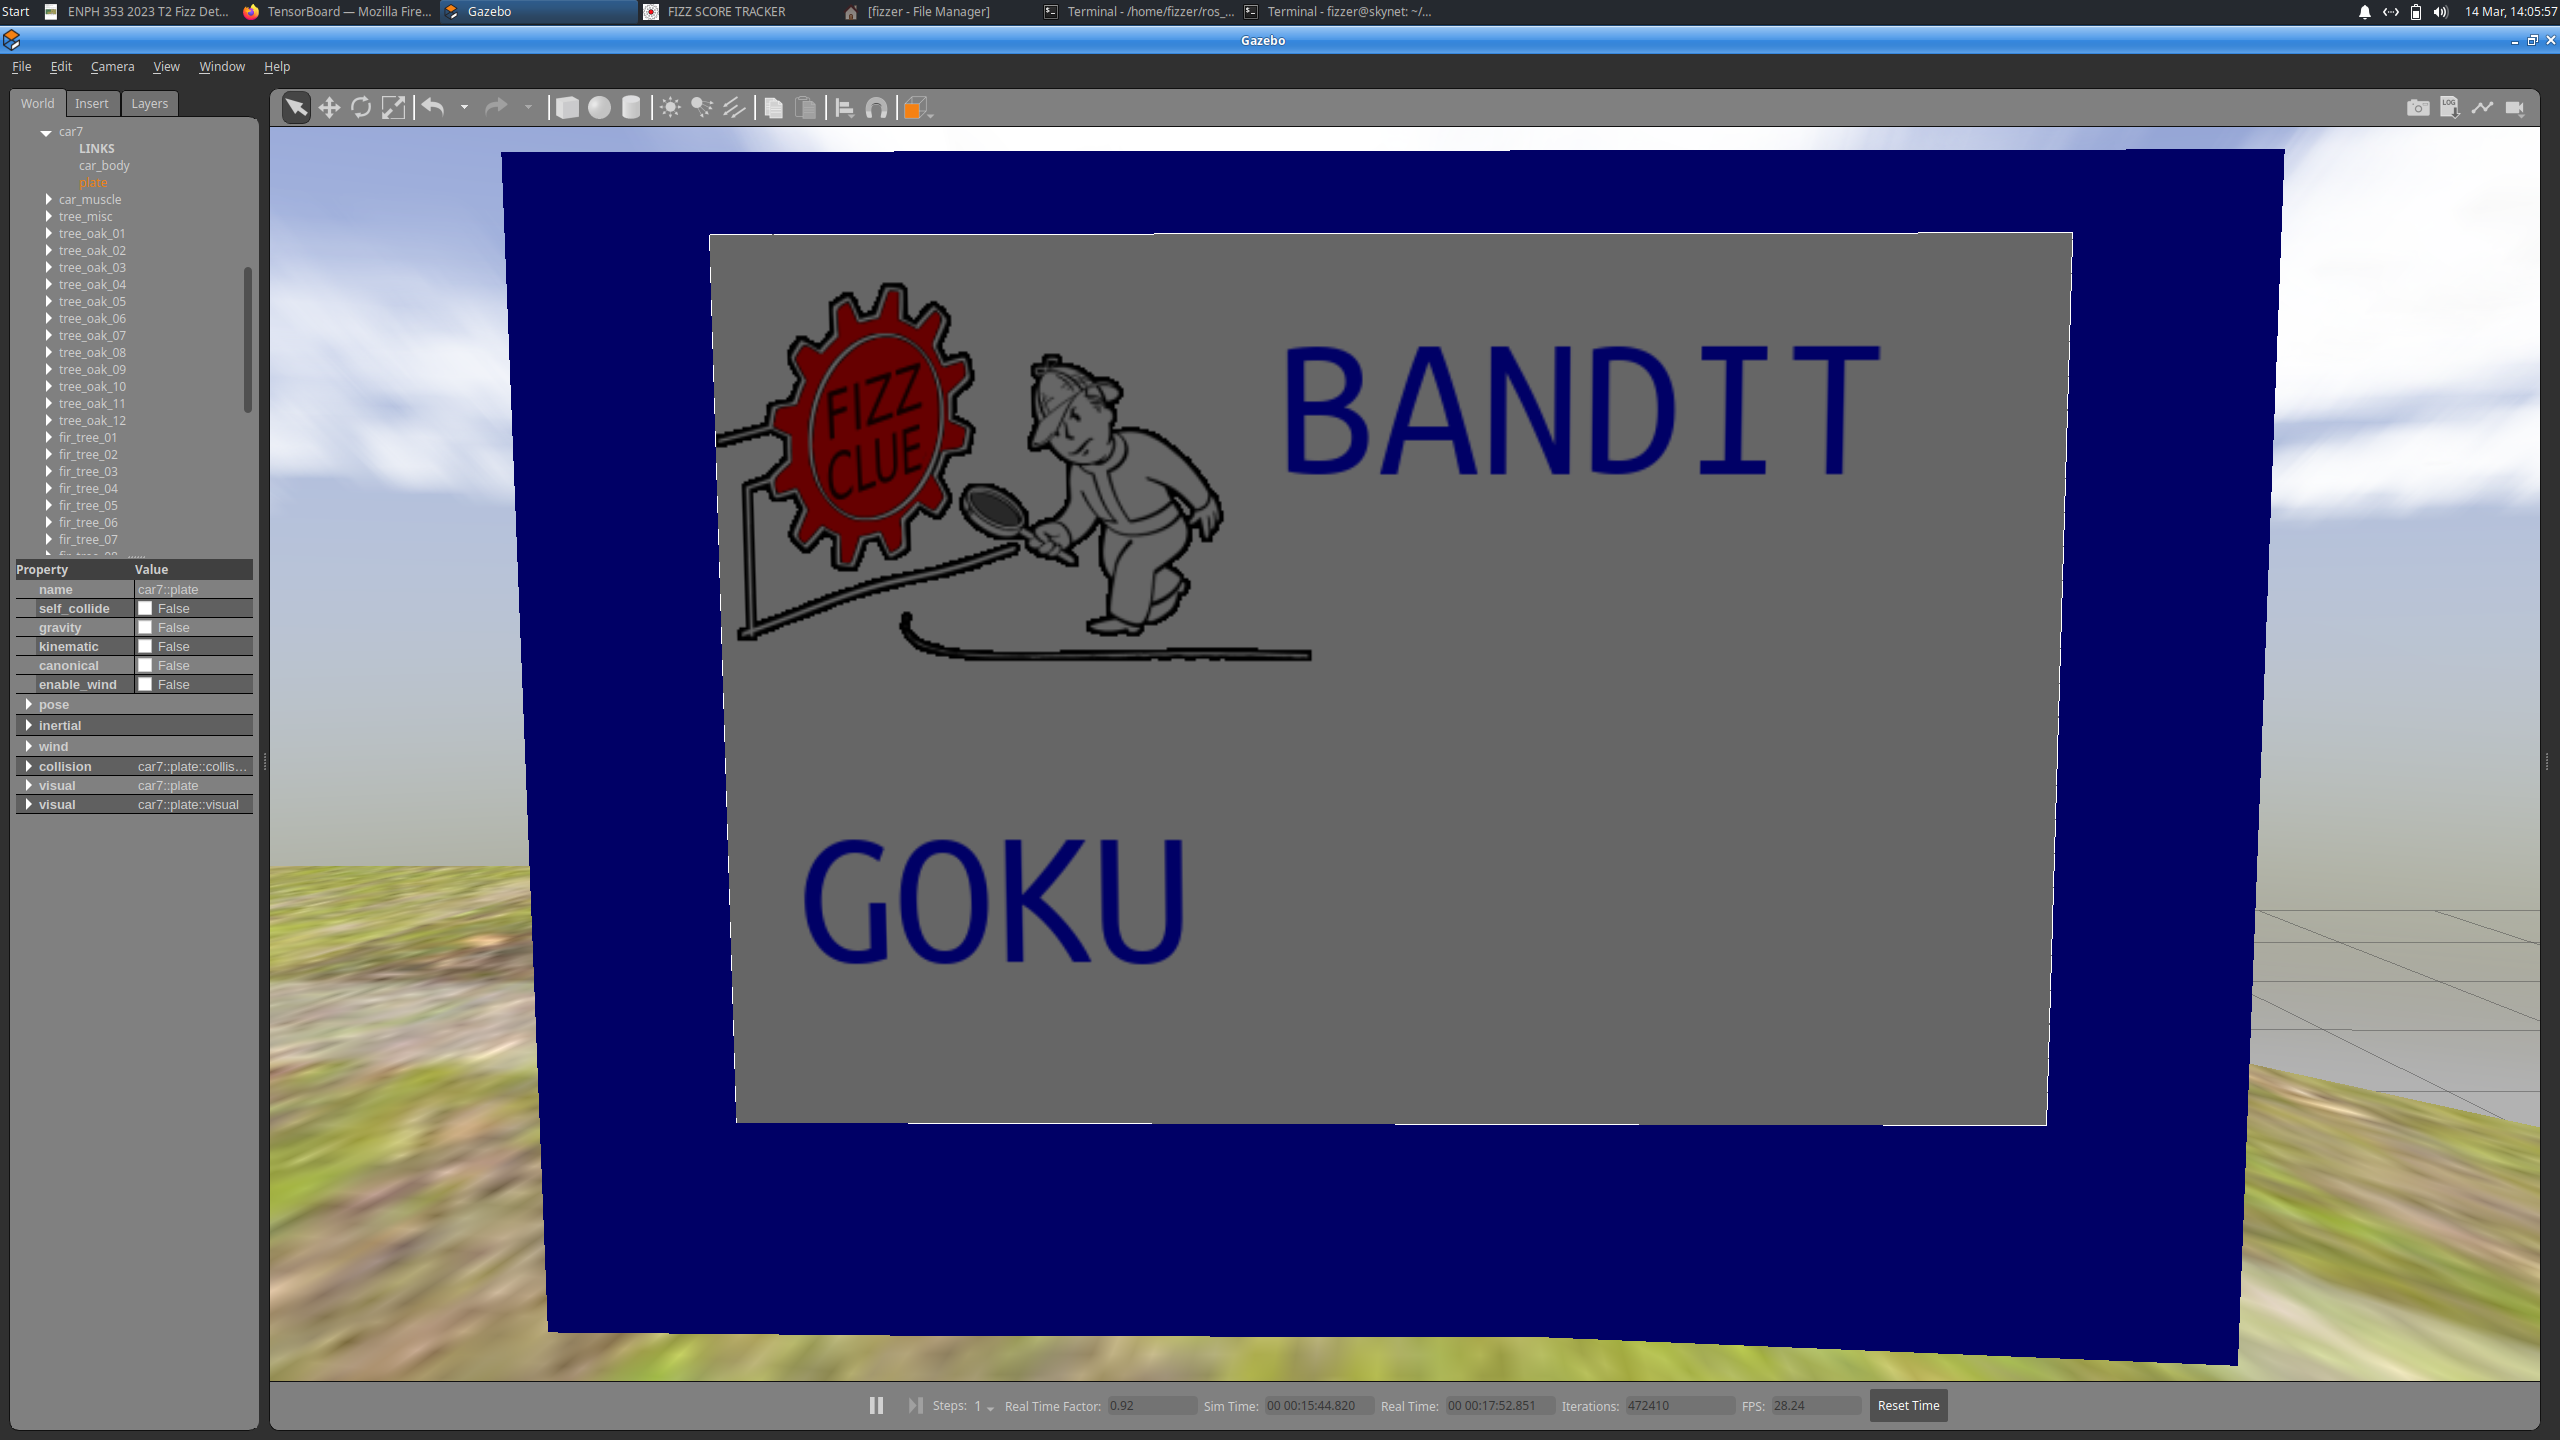 Start ENPH 353 2023 T2 Fizz Det... TensorBoard — Mozilla Fire... Gazebo FIZZ SCORE TRACKER [fizzer - File Manager] Terminal - /home/fizzer/ros_... Terminal - fizzer@skynet: ~/... 14 Mar, 14:05:57
Gazebo
File Edit Camera View Window Help
World Insert Layers
LOG
car7
LINKS
car_body
plate
car_muscle
tree_misc
tree_oak_01
tree_oak_02
tree_oak_03
tree_oak_04
tree_oak_05
tree_oak_06
tree_oak_07
tree_oak_08
tree_oak_09
tree_oak_10
tree_oak_11
tree_oak_12
fir_tree_01
fir_tree_02
fir_tree_03
fir_tree_04
fir_tree_05
fir_tree_06
fir_tree_07
Property Value
name car7::plate
self_collide False
gravity False
kinematic False
canonical False
enable_wind False
pose
inertial
wind
collision car7::plate::collis...
visual car7::plate
visual car7::plate::visual
FIZZ
CLUE
BANDIT
GOKU
Steps: 1 Real Time Factor: 0.92 Sim Time: 00 00:15:44.820 Real Time: 00 00:17:52.851 Iterations: 472410 FPS: 28.24 Reset Time